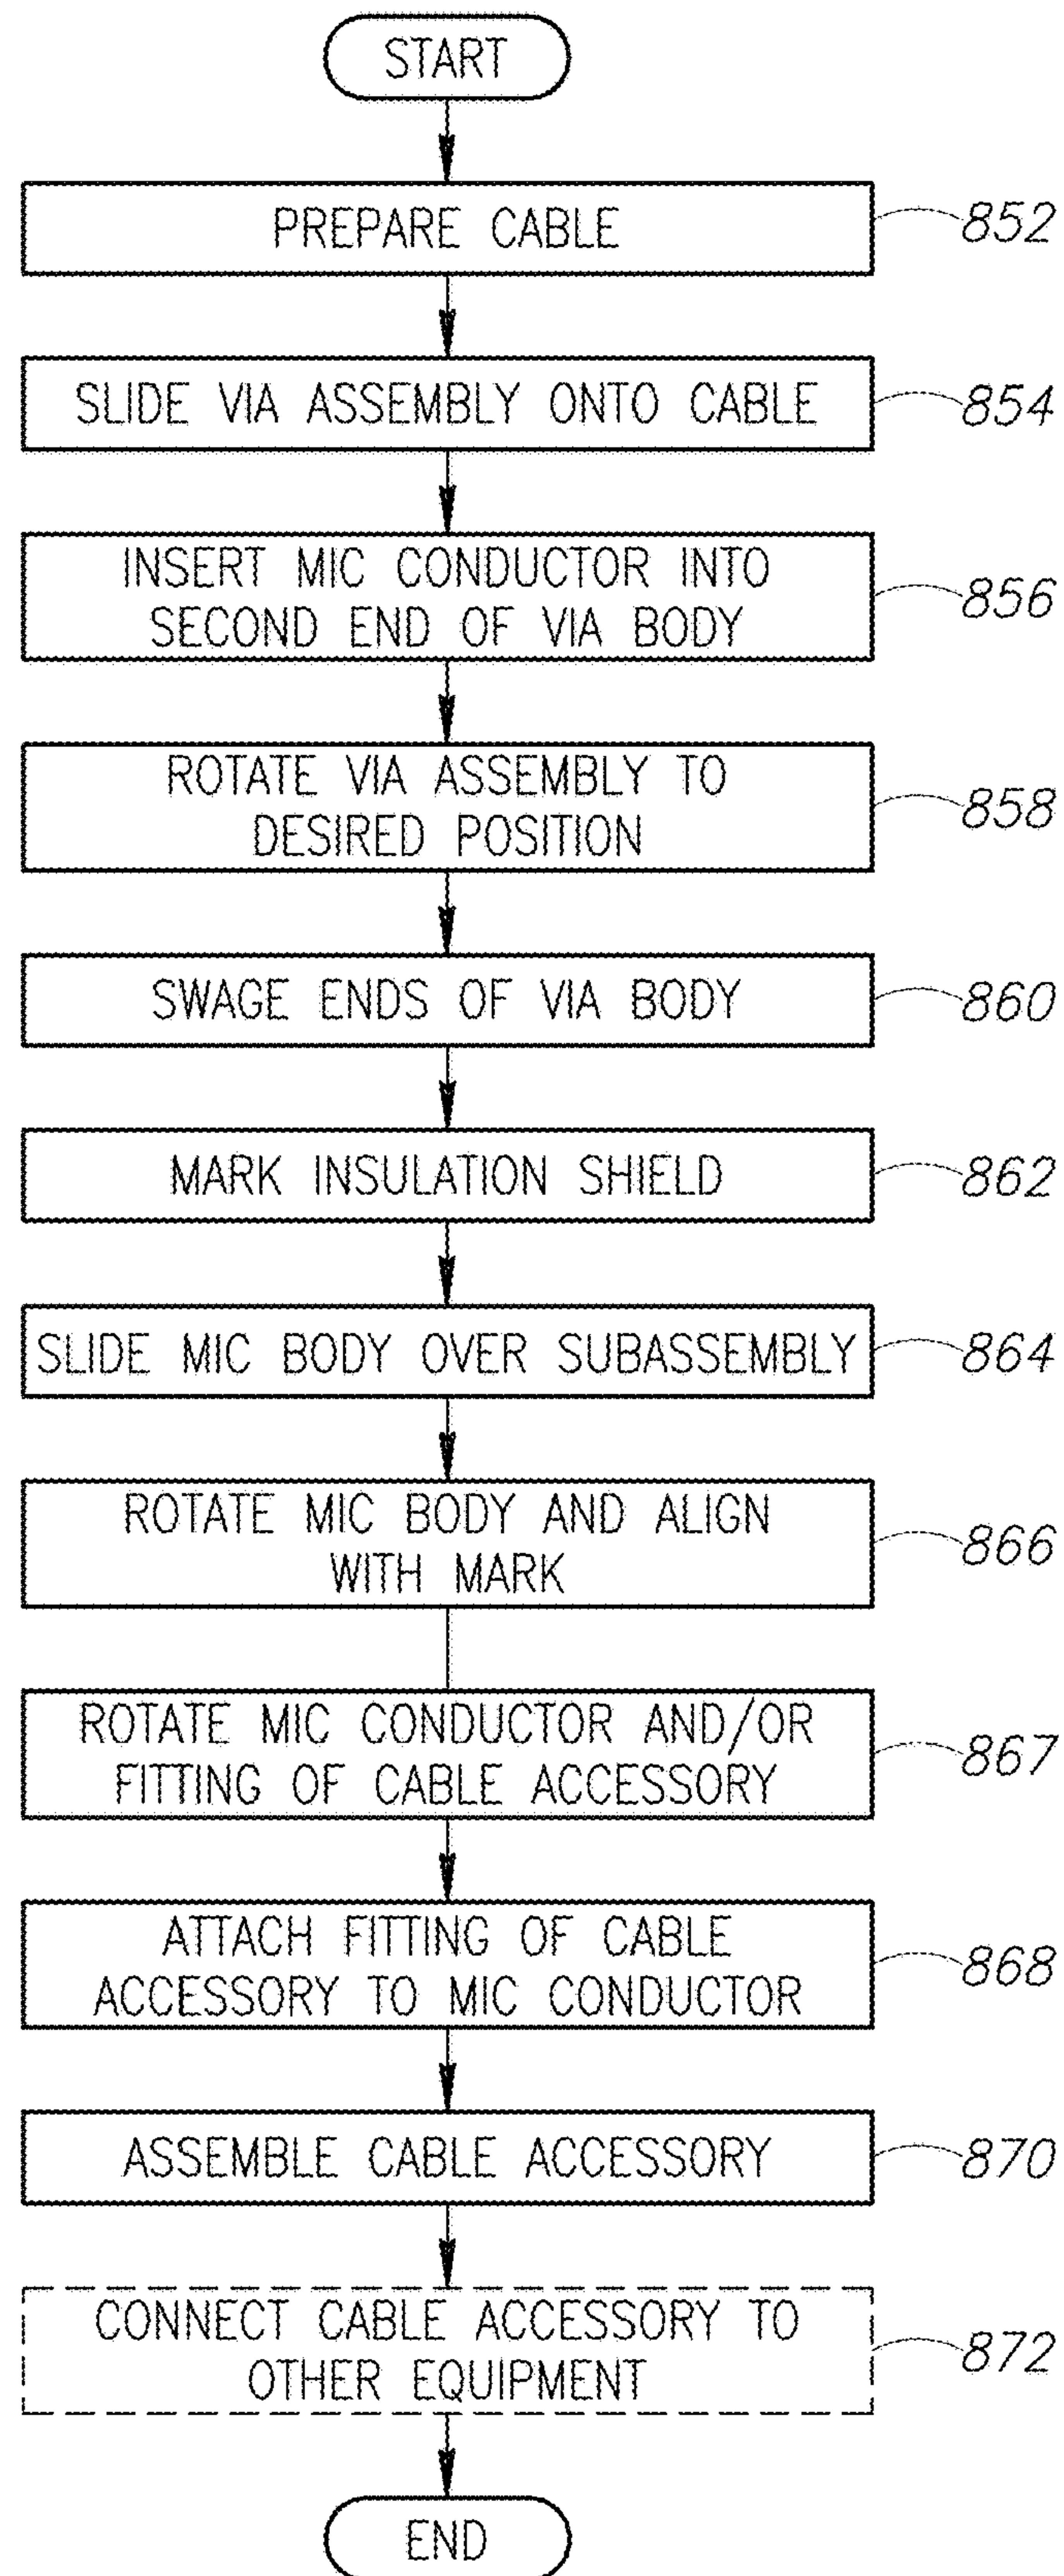 START
PREPARE CABLE
852
SLIDE VIA ASSEMBLY ONTO CABLE
854
INSERT MIC CONDUCTOR INTO
SECOND END OF VIA BODY
856
ROTATE VIA ASSEMBLY TO
DESIRED POSITION
858
SWAGE ENDS OF VIA BODY
860
MARK INSULATION SHIELD
862
SLIDE MIC BODY OVER SUBASSEMBLY
864
ROTATE MIC BODY AND ALIGN
WITH MARK
866
ROTATE MIC CONDUCTOR AND/OR
FITTING OF CABLE ACCESSORY
867
ATTACH FITTING OF CABLE
ACCESSORY TO MIC CONDUCTOR
868
ASSEMBLE CABLE ACCESSORY
870
CONNECT CABLE ACCESSORY TO
OTHER EQUIPMENT
872
END